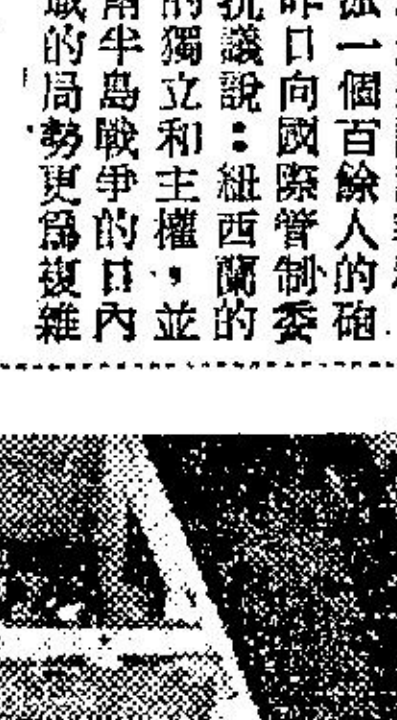 一個百餘人的砲
昨日向國際管制委
抗議說：紐西蘭的
的獨立和主權，並
南半島戰爭的日內
的局勢更為複雜